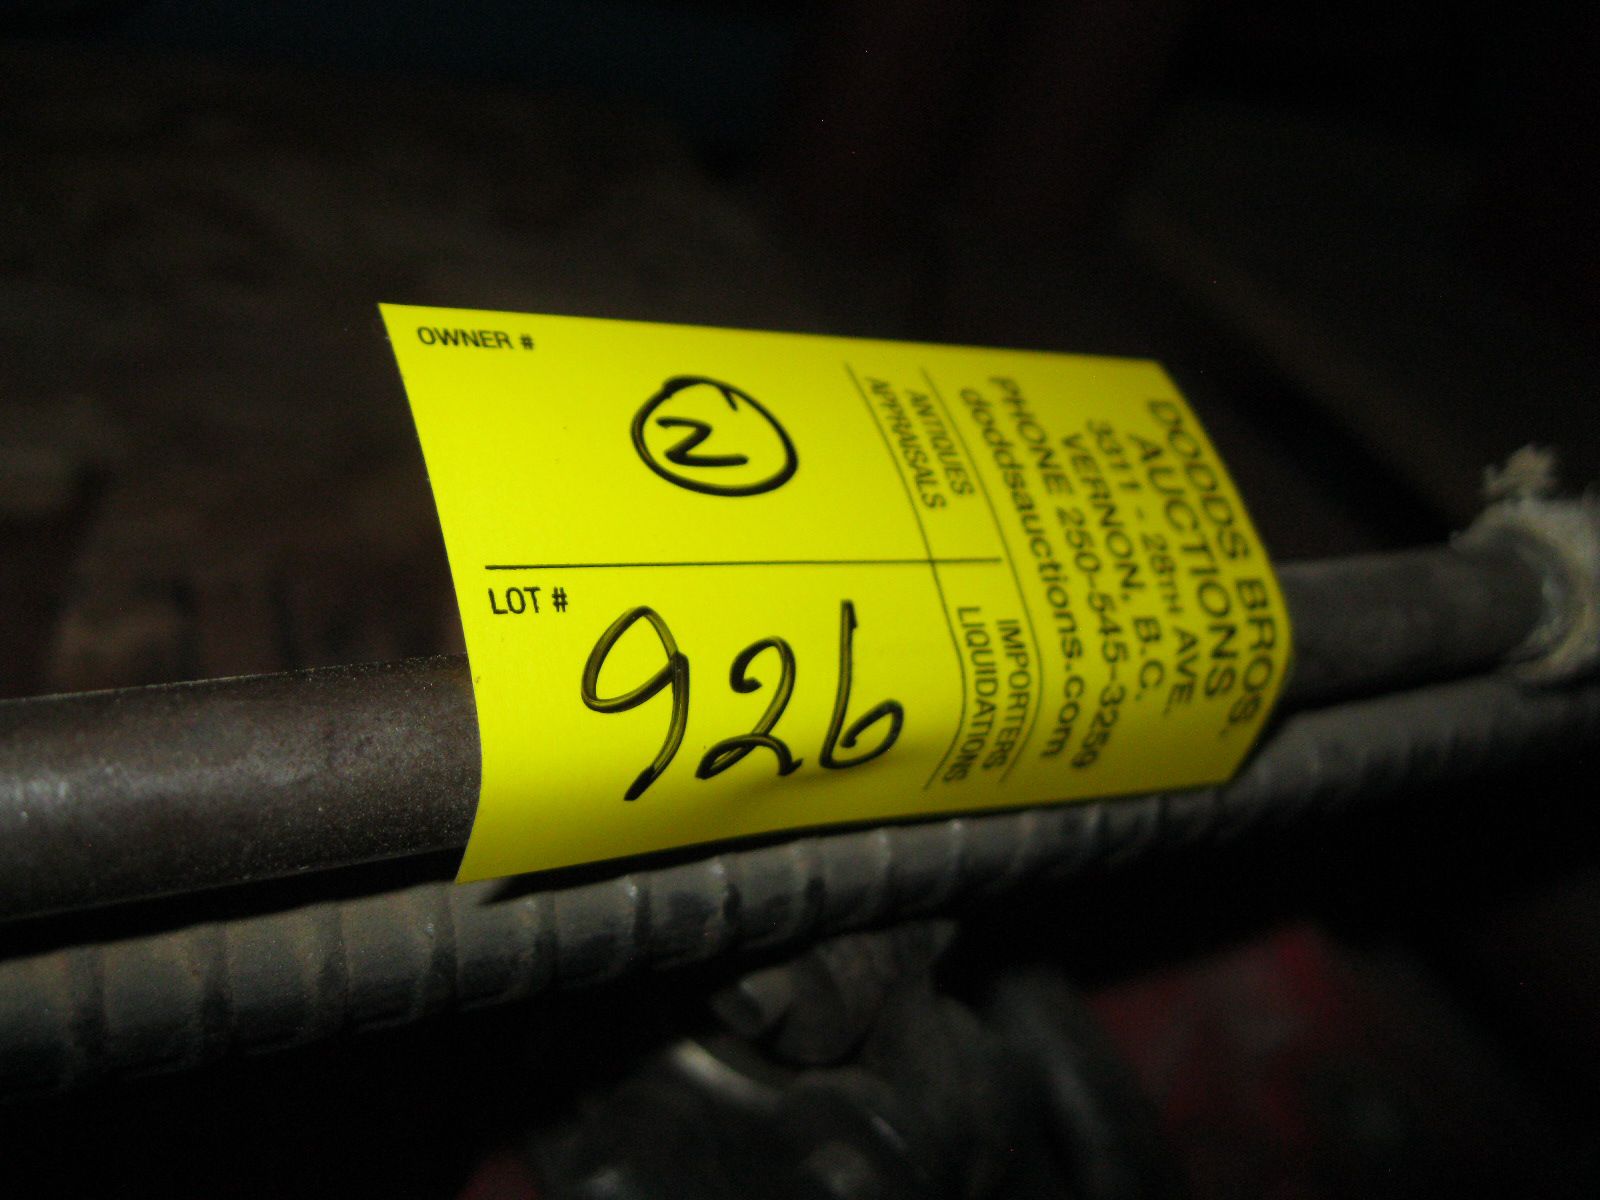 OWNER #
N
LOT #
926
DODDS BROS.
AUCTIONS
3311 - 28TH AVE.
VERNON, B.C.
PHONE 250-545-3259
doddsauctions.com
ANTIQUES
APPRAISALS
IMPORTERS
LIQUIDATIONS